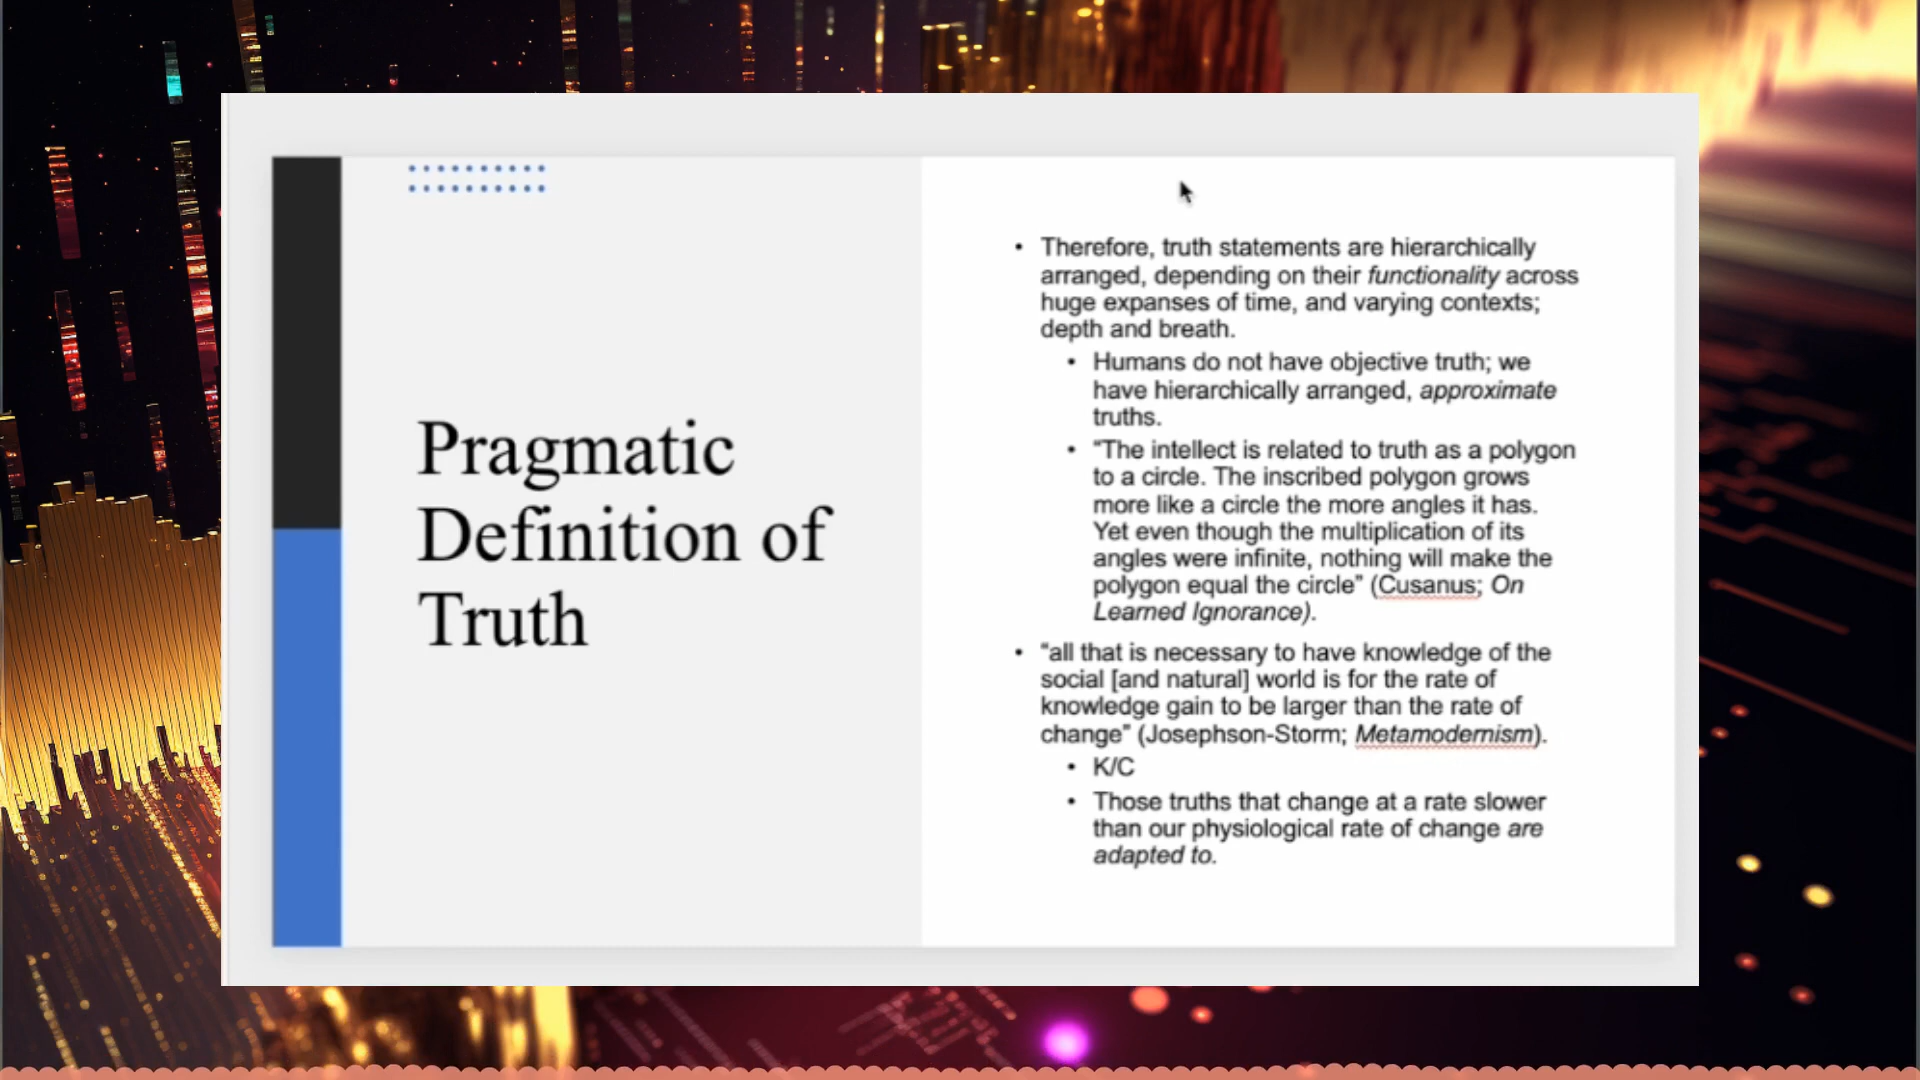 Pragmatic
Definition of
Truth
• Therefore, truth statements are hierarchically
arranged, depending on their functionality across
huge expanses of time, and varying contexts;
depth and breath.
• Humans do not have objective truth; we
have hierarchically arranged, approximate
truths.
• “The intellect is related to truth as a polygon
to a circle. The inscribed polygon grows
more like a circle the more angles it has.
Yet even though the multiplication of its
angles were infinite, nothing will make the
polygon equal the circle” (Cusanus; On
Learned Ignorance).
• “all that is necessary to have knowledge of the
social [and natural] world is for the rate of
knowledge gain to be larger than the rate of
change” (Josephson-Storm; Metamodernism).
• K/C
• Those truths that change at a rate slower
than our physiological rate of change are
adapted to.